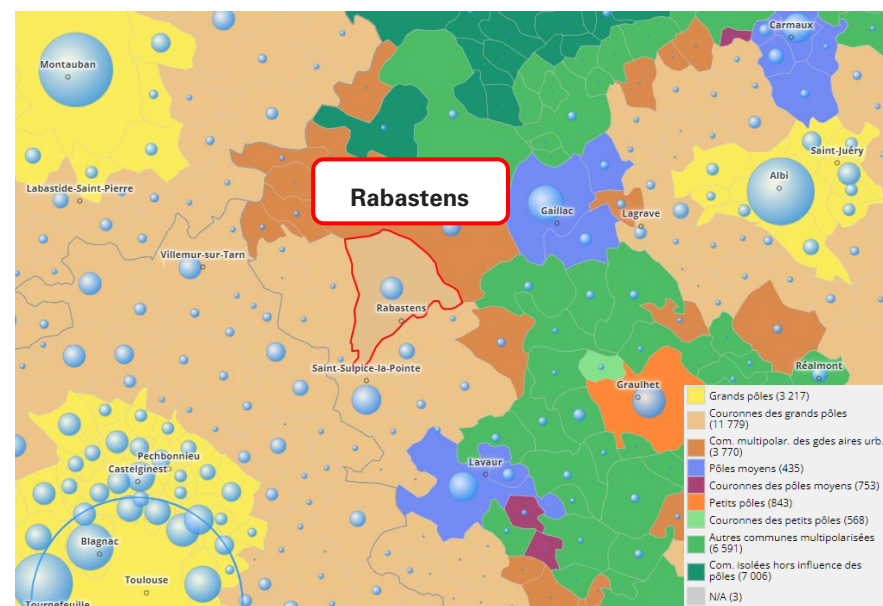 Carmaux
Montauban
Saint-Juéry
Albi
Rabastens
Labastide-Saint-Pierre
Gaillac
Lagrave
Villemur-sur-Tarn
Rabastens
Saint-Sulpice-la-Pointe
Réalmont
Graulhet
Pechbonnieu
Castelginest
Lavaur
Blagnac
Toulouse
Tournefeuille
Grands pôles (3 217)
Couronnes des grands pôles
(11 779)
Com. multipolar. des gdes aires urb.
(3 770)
Pôles moyens (435)
Couronnes des pôles moyens (753)
Petits pôles (843)
Couronnes des petits pôles (568)
Autres communes multipolarisées
(6 591)
Com. isolées hors influence des
pôles (7 006)
N/A (3)